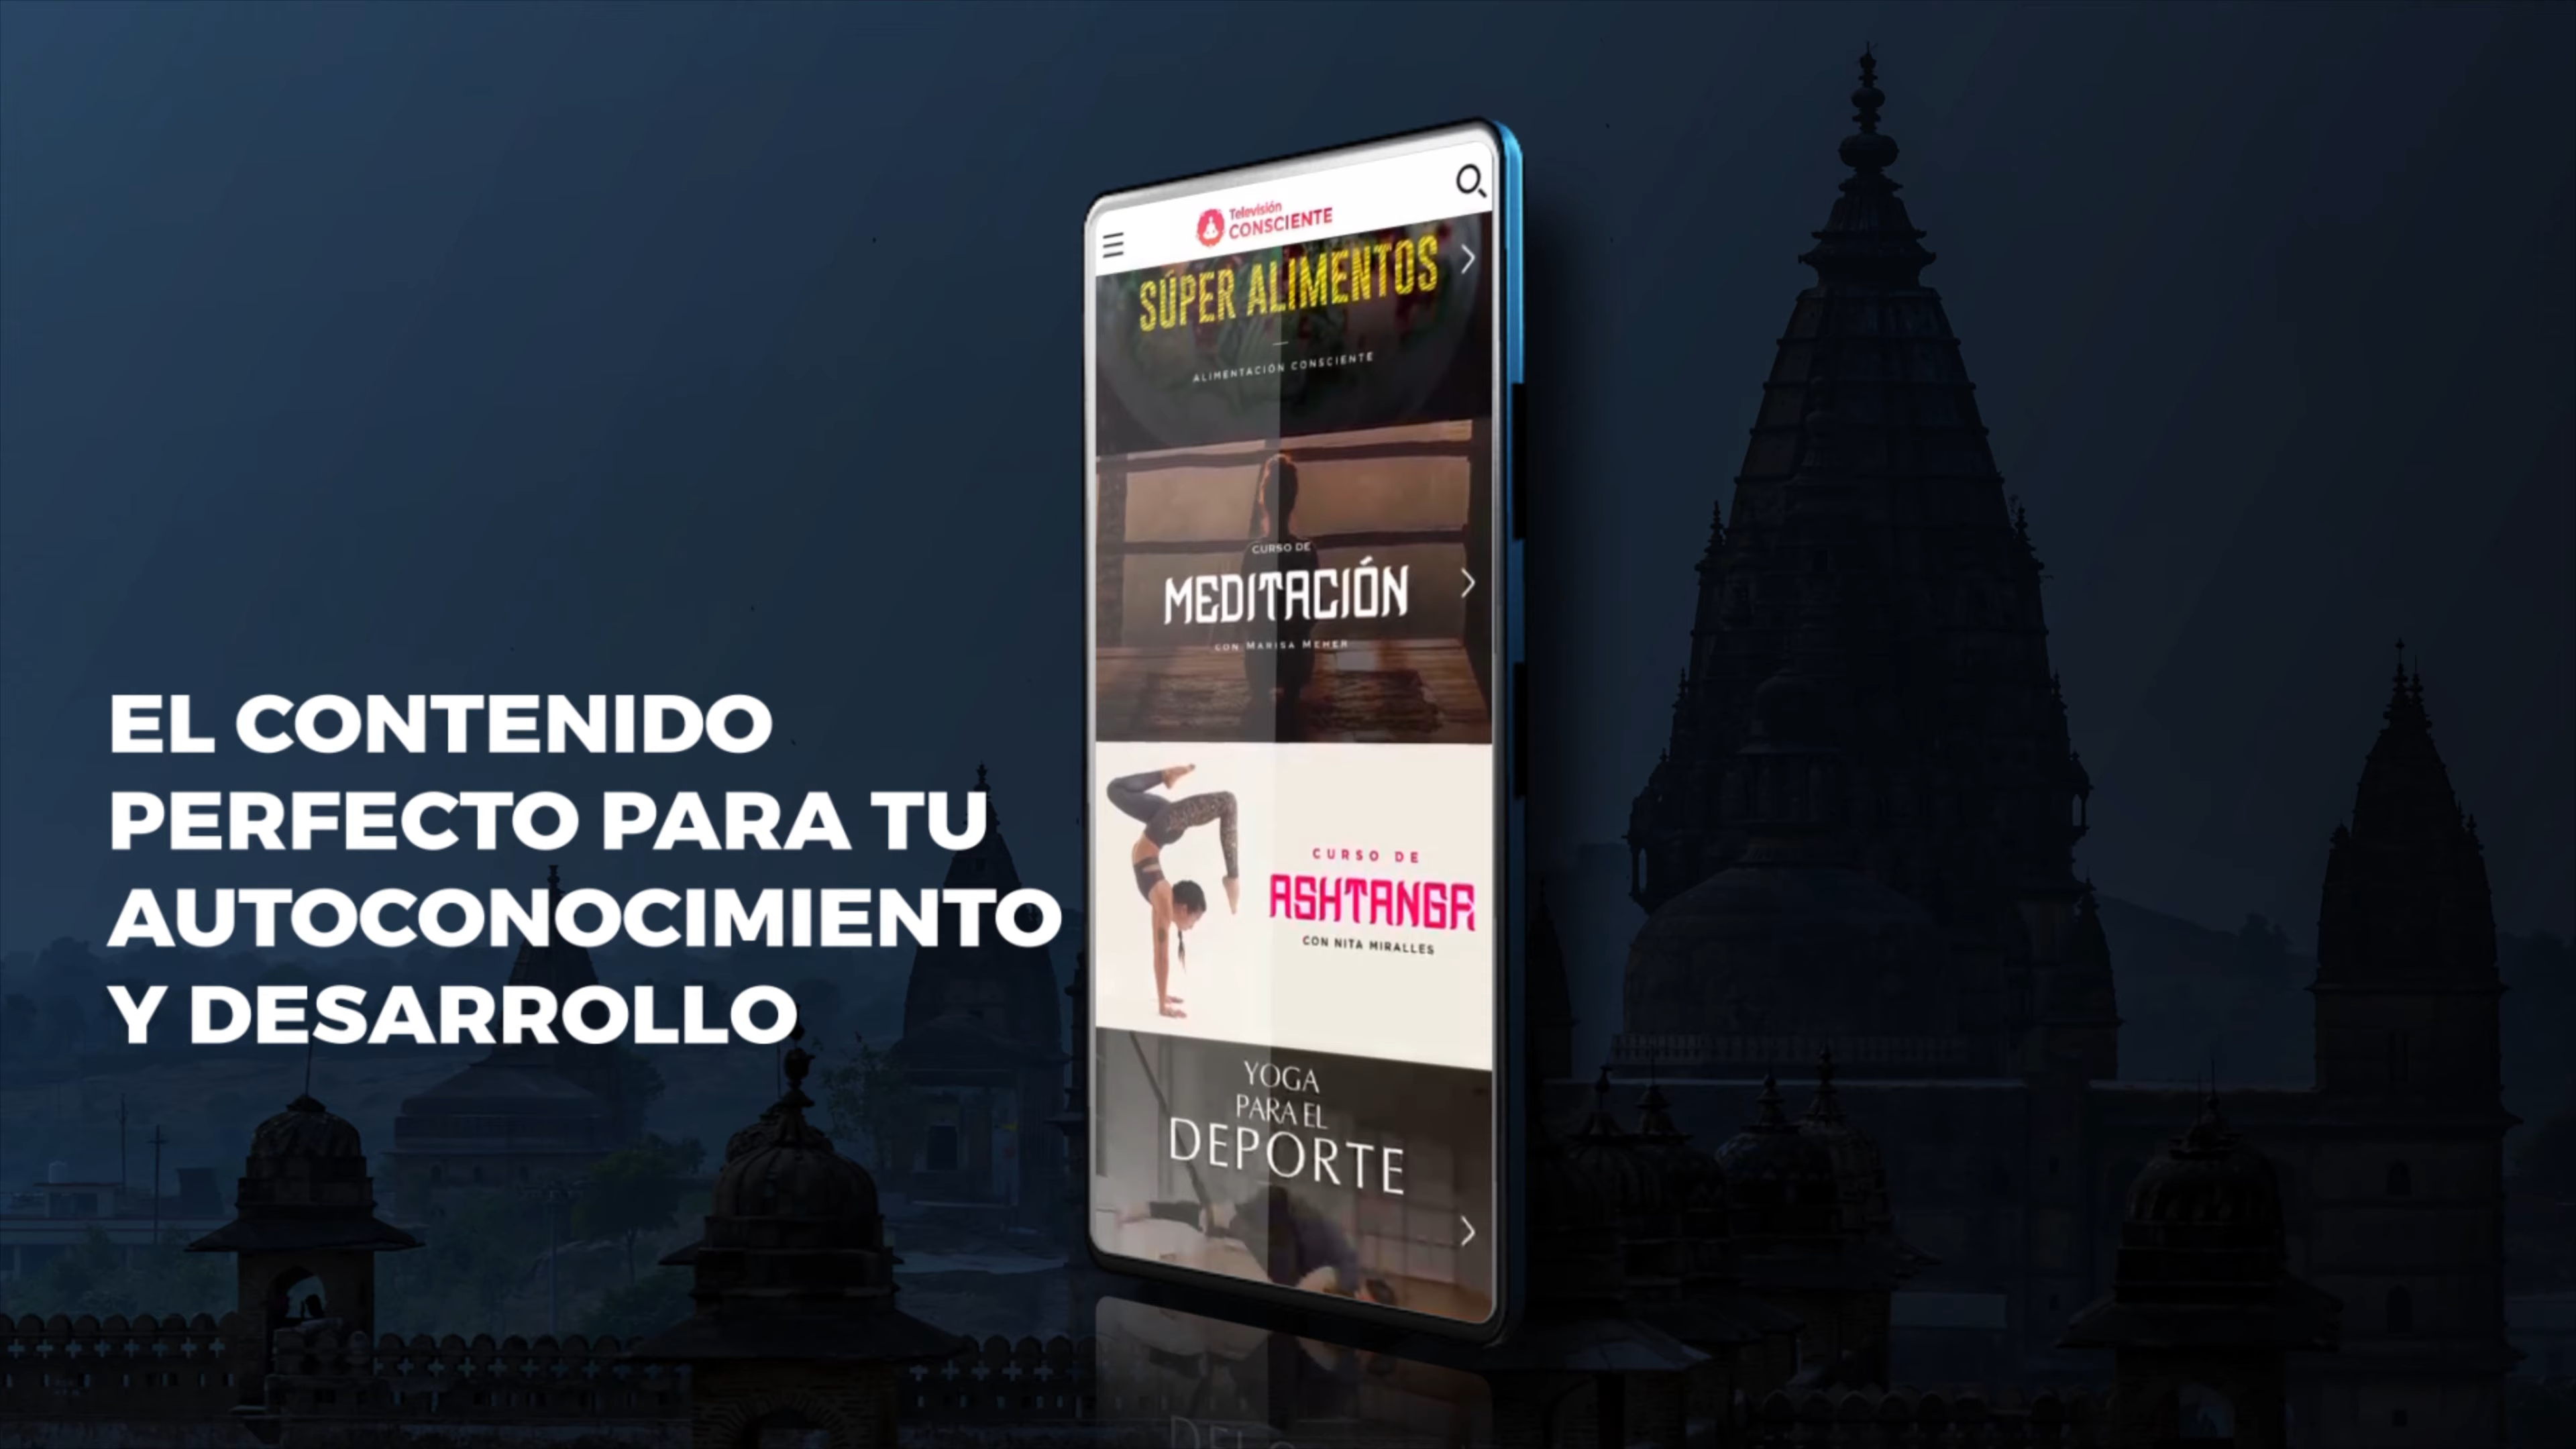 EL CONTENIDO
PERFECTO PARA TU
AUTOCONOCIMIENTO
Y DESARROLLO
Televisión
CONSCIENTE
SÚPER ALIMENTOS
ALIMENTACIÓN CONSCIENTE
CURSO DE
MEDITACIÓN
CON MARISA MEHER
CURSO DE
ASHTANGA
CON NITA MIRALLES
YOGA
PARA EL
DEPORTE